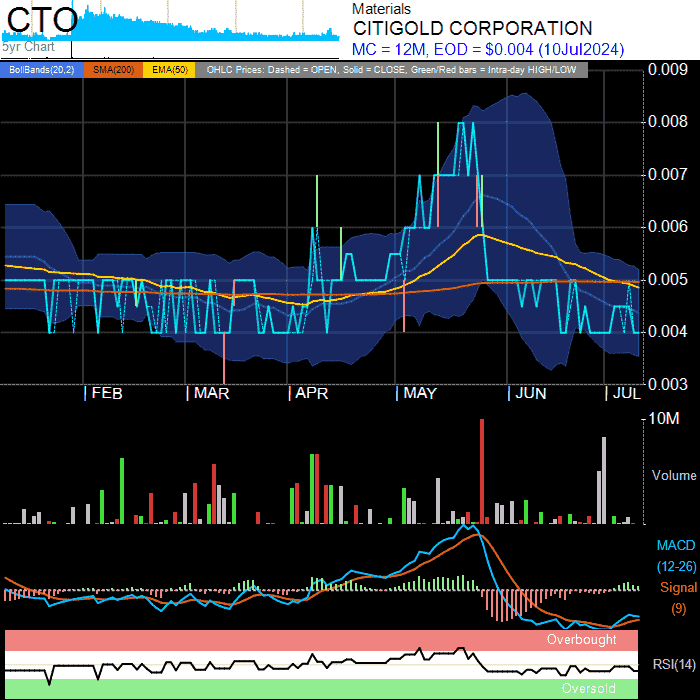 CTO
5yr Chart
Materials
CITIGOLD CORPORATION
MC = 12M, EOD = $0.004 (10Jul2024)
BollBands(20,2) SMA(200) EMA(50) OHLC Prices: Dashed = OPEN, Solid = CLOSE, Green/Red bars = Intra-day HIGH/LOW
0.009
0.008
0.007
0.006
0.005
0.004
0.003
FEB MAR APR MAY JUN JUL
10M
Volume
MACD
(12-26)
Signal
(9)
Overbought
RSI(14)
Oversold